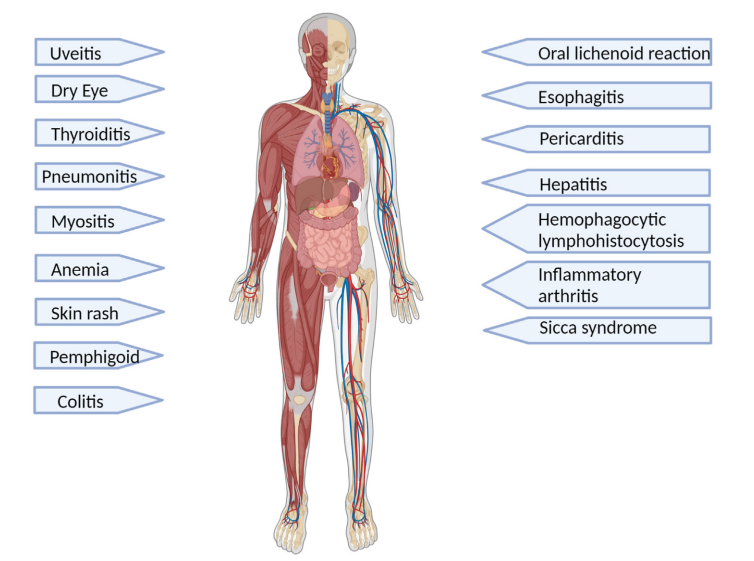 Uveitis
Dry Eye
Thyroiditis
Pneumonitis
Myositis
Anemia
Skin rash
Pemphigoid
Colitis
Oral lichenoid reaction
Esophagitis
Pericarditis
Hepatitis
Hemophagocytic
lymphohistocytosis
Inflammatory
arthritis
Sicca syndrome